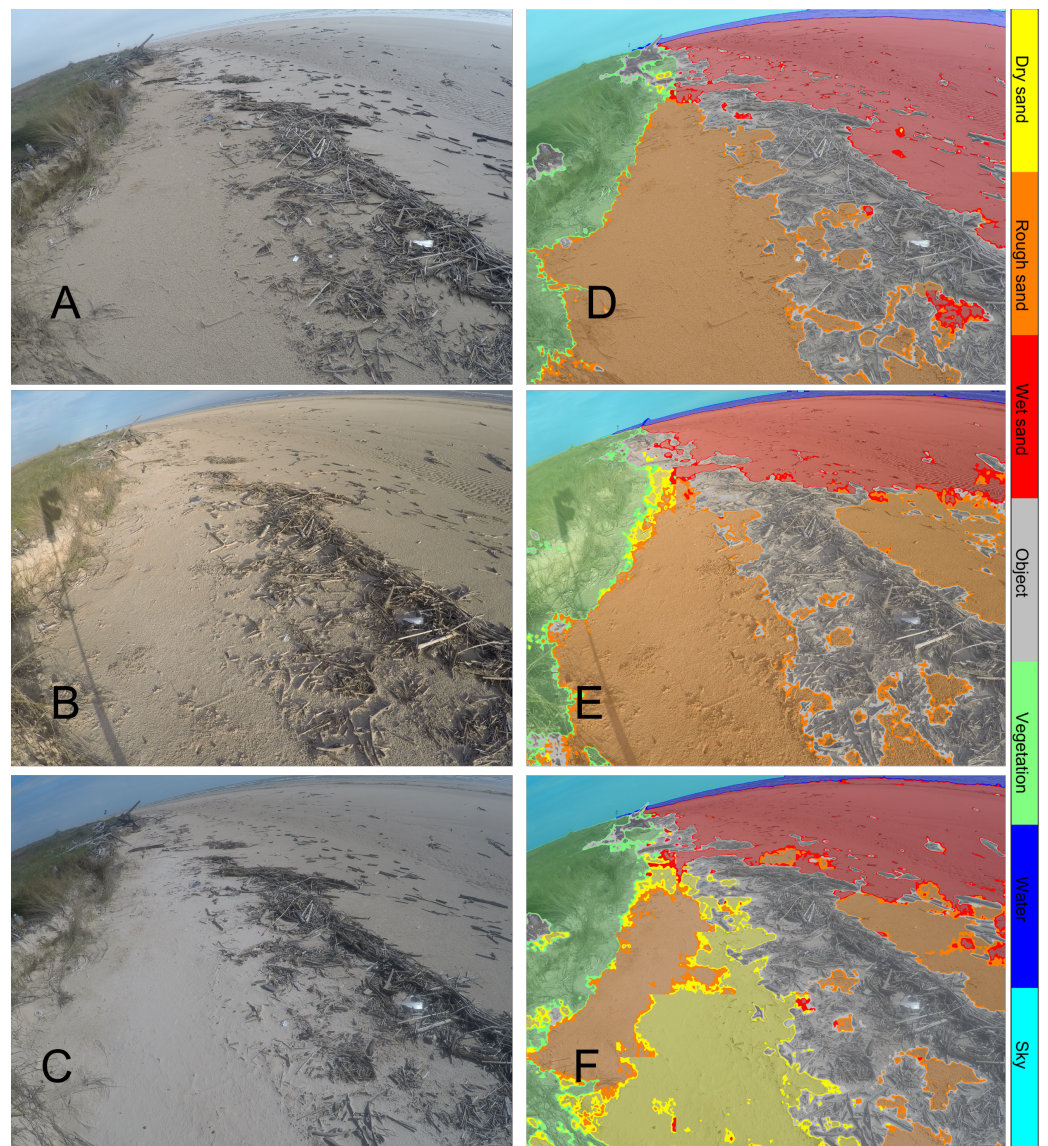 A
D
B
E
C
F
Dry sand
Rough sand
Wet sand
Object
Vegetation
Water
Sky